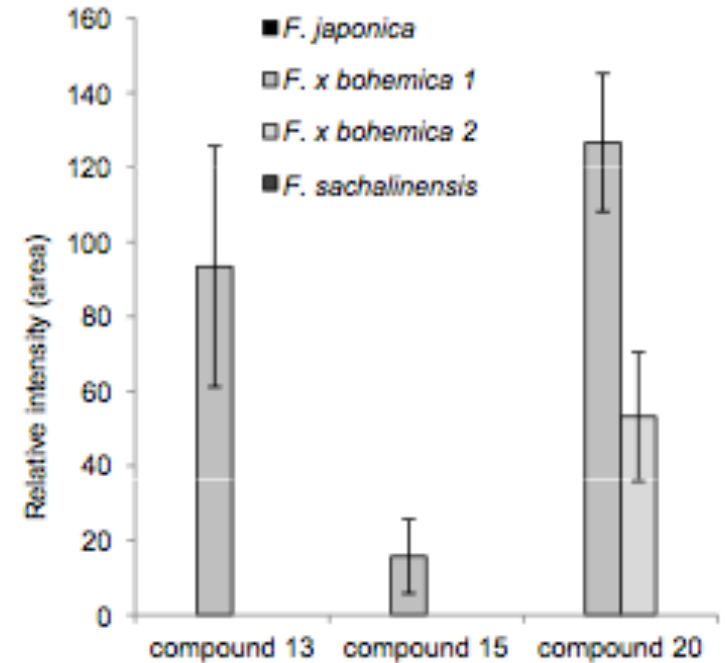 160
140
120
100
80
60
40
20
0
Relative intensity (area)
F. japonica
F. x bohemica 1
F. x bohemica 2
F. sachalinensis
compound 13 compound 15 compound 20